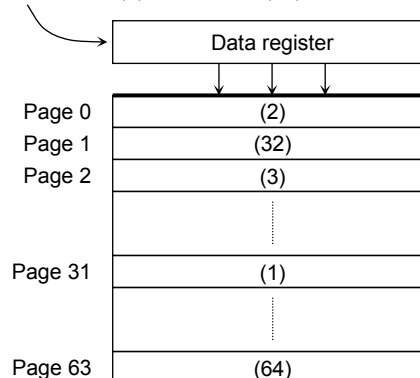 Data register
Page 0 (2)
Page 1 (32)
Page 2 (3)
Page 31 (1)
Page 63 (64)